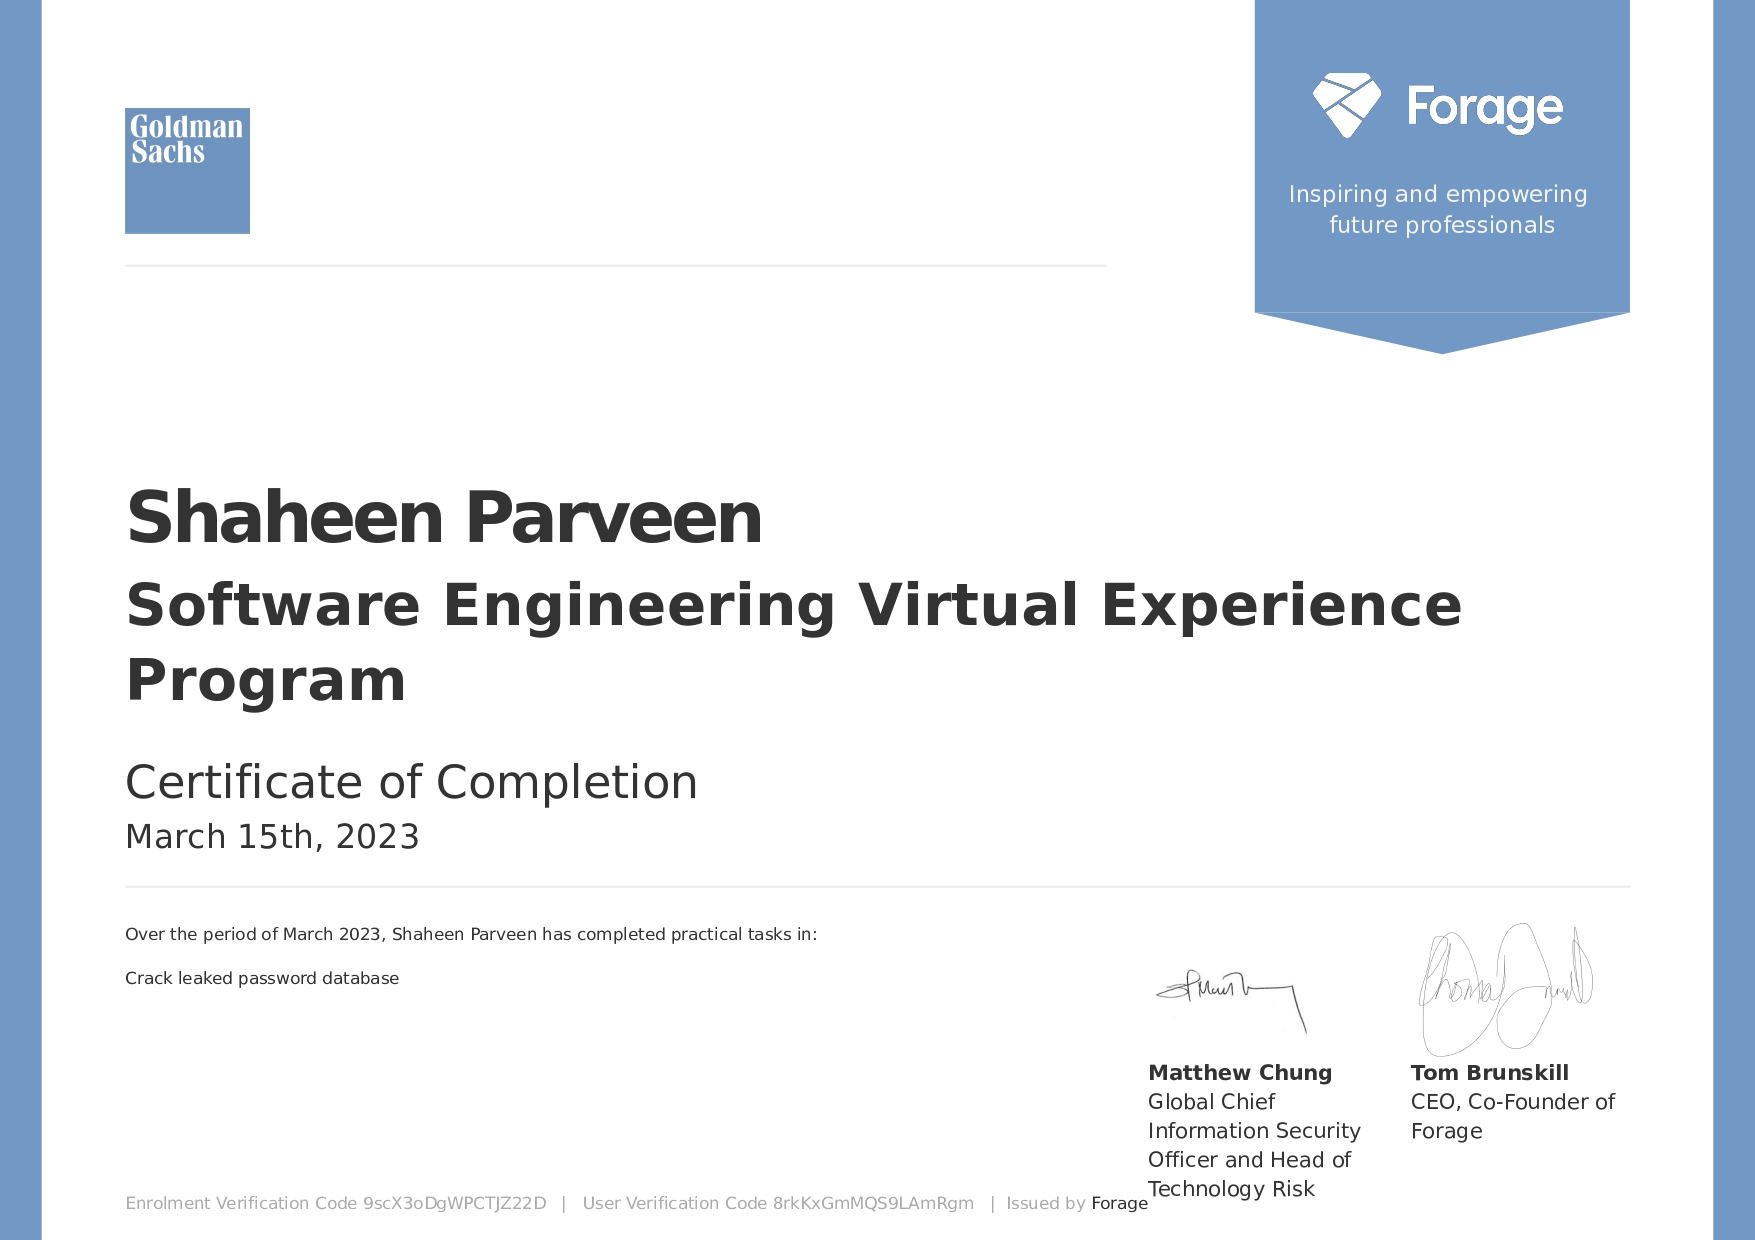 Goldman
Sachs
Forage
Inspiring and empowering
future professionals
Shaheen Parveen
Software Engineering Virtual Experience
Program
Certificate of Completion
March 15th, 2023
Over the period of March 2023, Shaheen Parveen has completed practical tasks in:
Crack leaked password database
Matthew Chung
Global Chief
Information Security
Officer and Head of
Technology Risk
Tom Brunskill
CEO, Co-Founder of
Forage
Enrolment Verification Code 9scX3oDgWPCTJZ22D | User Verification Code 8rkKxGmMQS9LAmRgm | Issued by Forage